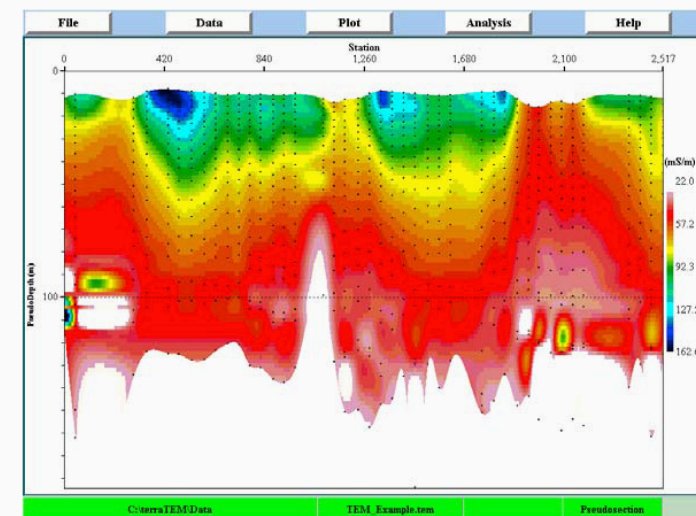 File Data Plot Analysis Help
Station
0 420 840 1,260 1,680 2,100 2,517
0
(mS/m)
22.0
57.2
92.3
100
127.
162.
PseudoDepth (m)
C:\terraTEM\Data TEM_Example.tem Pseudosection